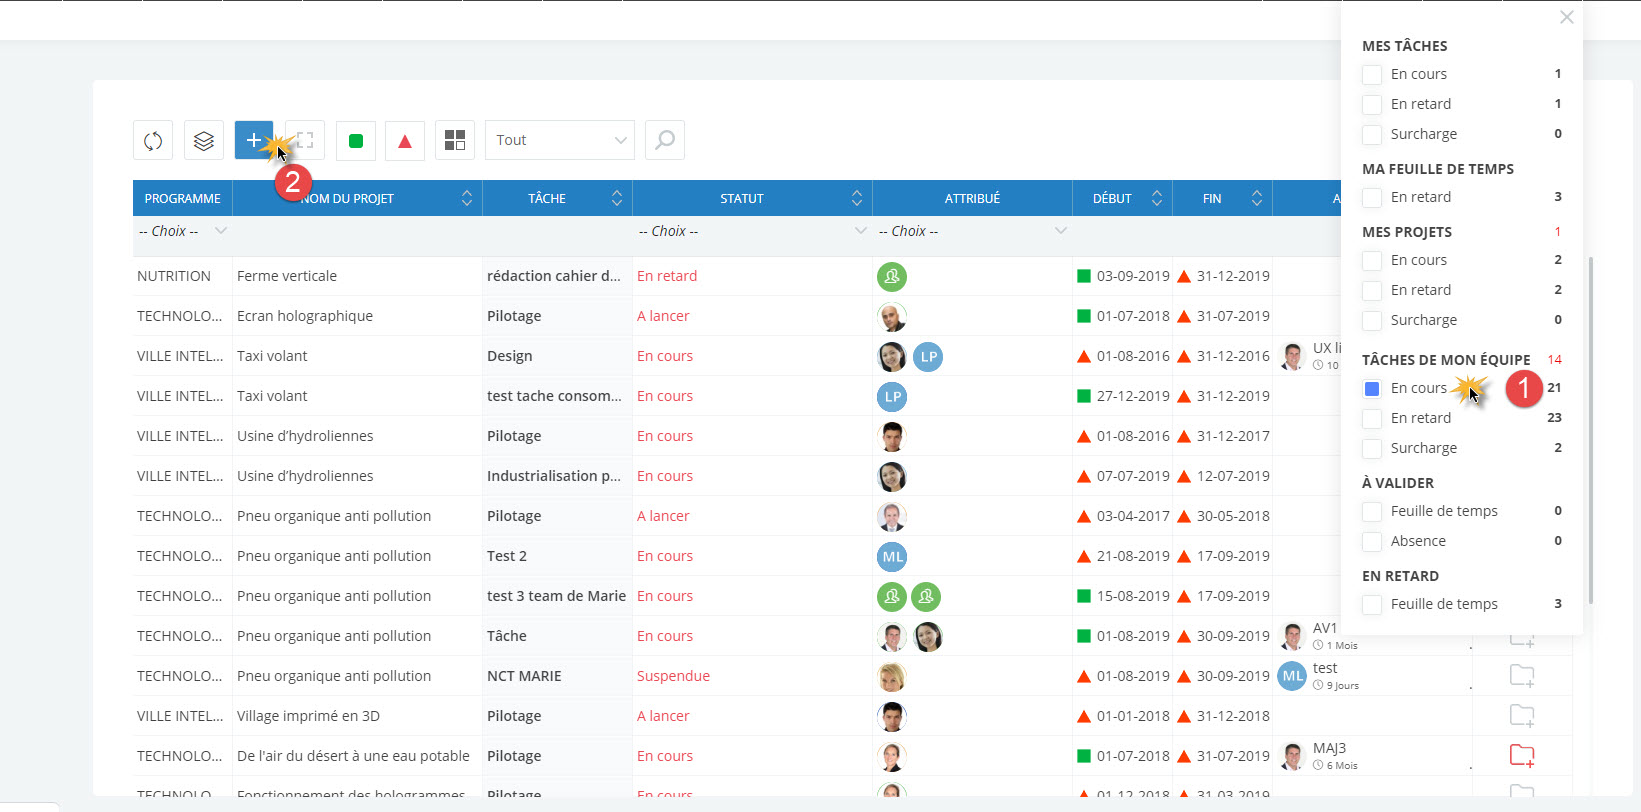 Tout
2
PROGRAMME NOM DU PROJET TÂCHE STATUT ATTRIBUÉ DÉBUT FIN A
-- Choix -- -- Choix -- -- Choix --
NUTRITION Ferme verticale rédaction cahier d... En retard 03-09-2019 31-12-2019
TECHNOLO... Ecran holographique Pilotage A lancer 01-07-2018 31-07-2019
VILLE INTEL... Taxi volant Design En cours LP 01-08-2016 31-12-2016 UX li
10
VILLE INTEL... Taxi volant test tache consom... En cours LP 27-12-2019 31-12-2019
VILLE INTEL... Usine d’hydroliennes Pilotage En cours 01-08-2016 31-12-2017
VILLE INTEL... Usine d’hydroliennes Industrialisation p... En cours 07-07-2019 12-07-2019
TECHNOLO... Pneu organique anti pollution Pilotage A lancer 03-04-2017 30-05-2018
TECHNOLO... Pneu organique anti pollution Test 2 En cours ML 21-08-2019 17-09-2019
TECHNOLO... Pneu organique anti pollution test 3 team de Marie En cours 15-08-2019 17-09-2019
TECHNOLO... Pneu organique anti pollution Tâche En cours 01-08-2019 30-09-2019 AV1
1 Mois
TECHNOLO... Pneu organique anti pollution NCT MARIE Suspendue 01-08-2019 30-09-2019 ML test
9 Jours
VILLE INTEL... Village imprimé en 3D Pilotage A lancer 01-01-2018 31-12-2018
TECHNOLO... De l'air du désert à une eau potable Pilotage En cours 01-07-2018 31-07-2019 MAJ3
6 Mois
TECHNOLO... Fonctionnement des hologrammes Pilotage En cours 01-12-2018 31-03-2019
MES TÂCHES
En cours 1
En retard 1
Surcharge 0
MA FEUILLE DE TEMPS
En retard 3
MES PROJETS 1
En cours 2
En retard 2
Surcharge 0
TÂCHES DE MON ÉQUIPE 14
En cours 1 21
En retard 23
Surcharge 2
À VALIDER
Feuille de temps 0
Absence 0
EN RETARD
Feuille de temps 3